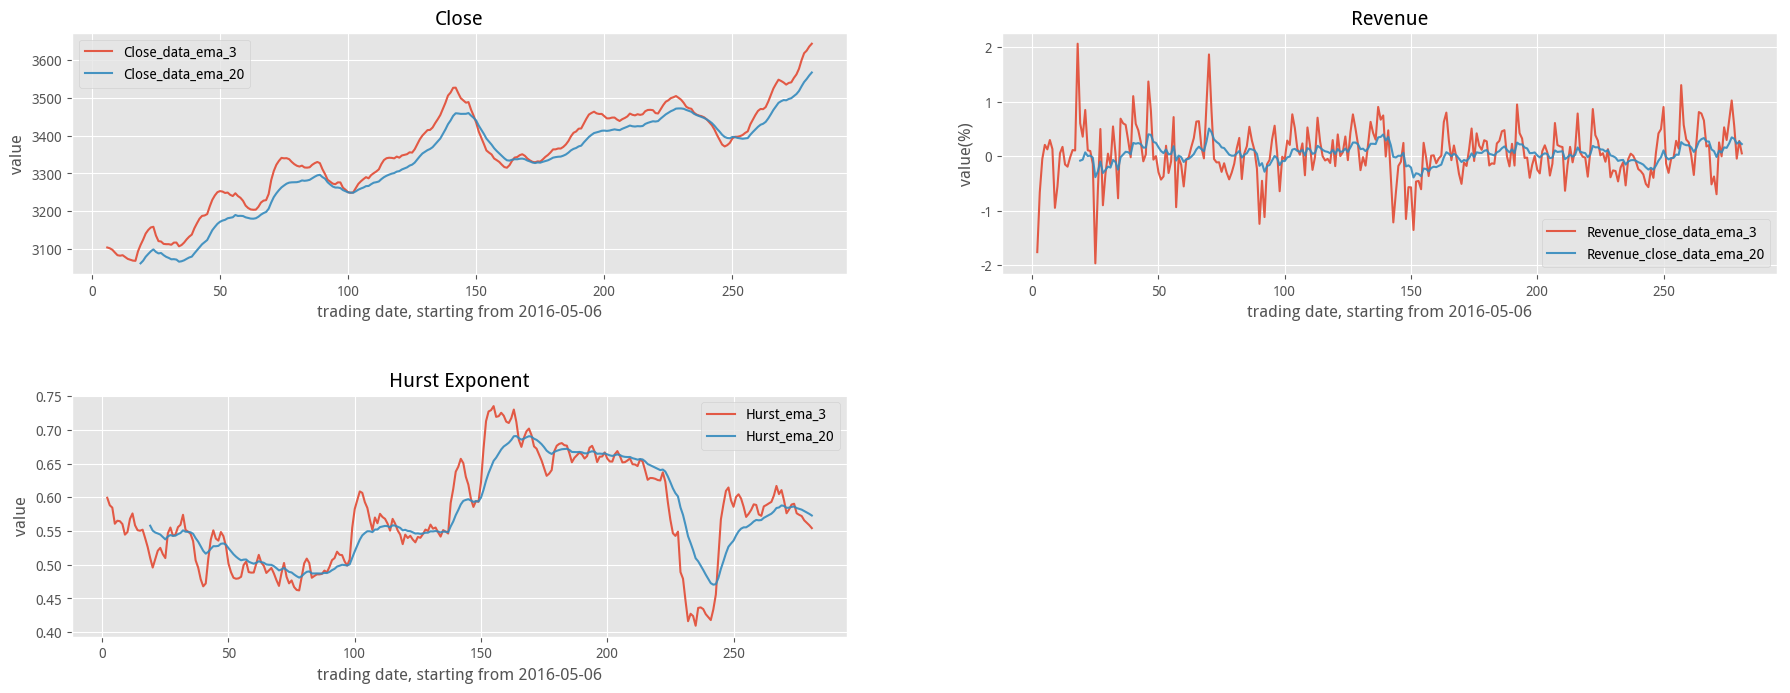 Close
Close_data_ema_3
Close_data_ema_20
value
3600
3500
3400
3300
3200
3100
0 50 100 150 200 250
trading date, starting from 2016-05-06
Revenue
value(%)
2
1
0
-1
-2
Revenue_close_data_ema_3
Revenue_close_data_ema_20
0 50 100 150 200 250
trading date, starting from 2016-05-06
Hurst Exponent
Hurst_ema_3
Hurst_ema_20
value
0.75
0.70
0.65
0.60
0.55
0.50
0.45
0.40
0 50 100 150 200 250
trading date, starting from 2016-05-06